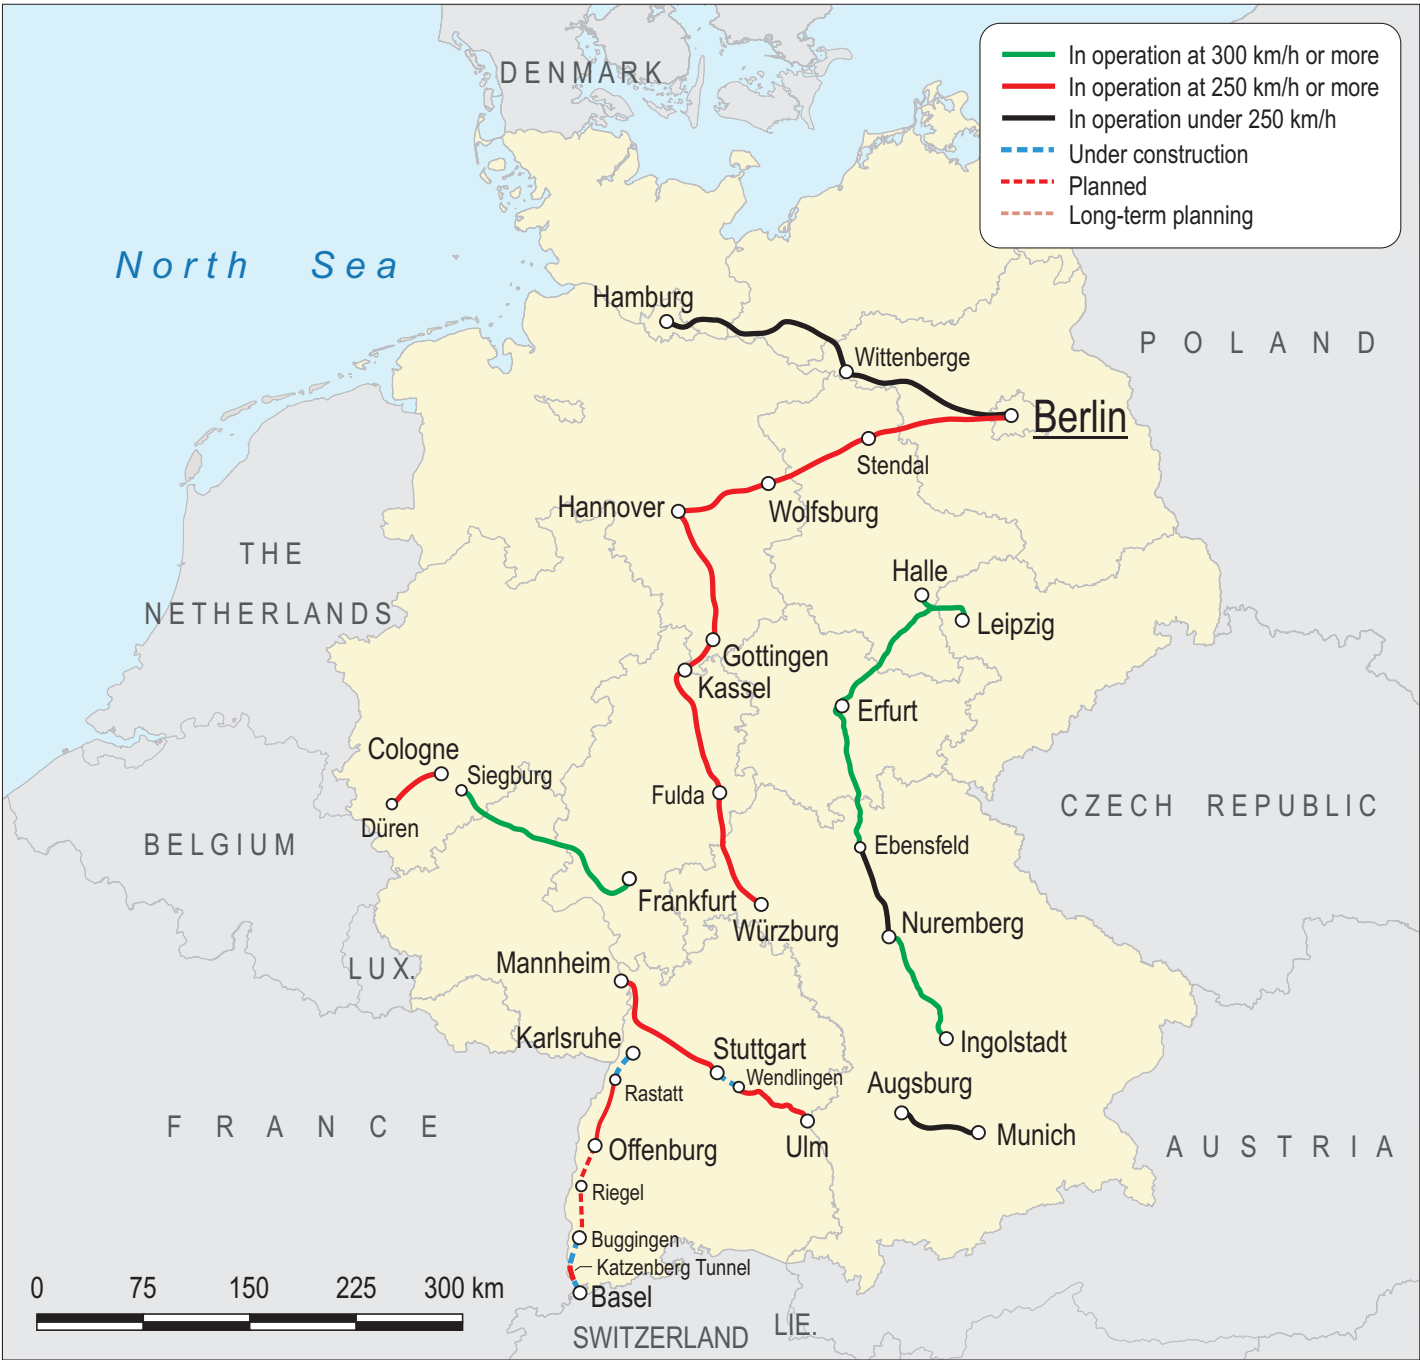 DENMARK
In operation at 300 km/h or more
In operation at 250 km/h or more
In operation under 250 km/h
Under construction
Planned
Long-term planning
North Sea
Hamburg
POLAND
Wittenberge
Berlin
Stendal
Hannover
Wolfsburg
THE
NETHERLANDS
Halle
Leipzig
Gottingen
Kassel
Erfurt
Cologne
Siegburg
Fulda
Düren
BELGIUM
CZECH REPUBLIC
Ebensfeld
Frankfurt
Würzburg
Nuremberg
Mannheim
LUX.
Karlsruhe
Stuttgart
Ingolstadt
Wendlingen
Rastatt
Augsburg
FRANCE
Offenburg
Ulm
Munich
AUSTRIA
Riegel
Buggingen
Katzenberg Tunnel
0 75 150 225 300 km
Basel
SWITZERLAND
LIE.